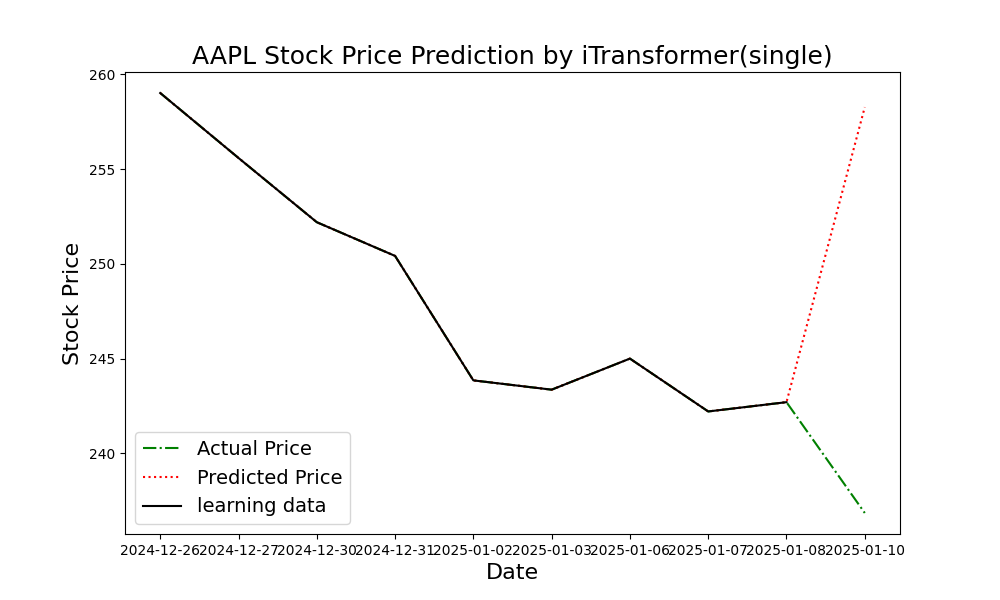 AAPL Stock Price Prediction by iTransformer(single)
260
255
250
245
240
Stock Price
Actual Price
Predicted Price
learning data
2024-12-26 2024-12-27 2024-12-30 2024-12-31 2025-01-02 2025-01-03 2025-01-06 2025-01-07 2025-01-08 2025-01-10
Date